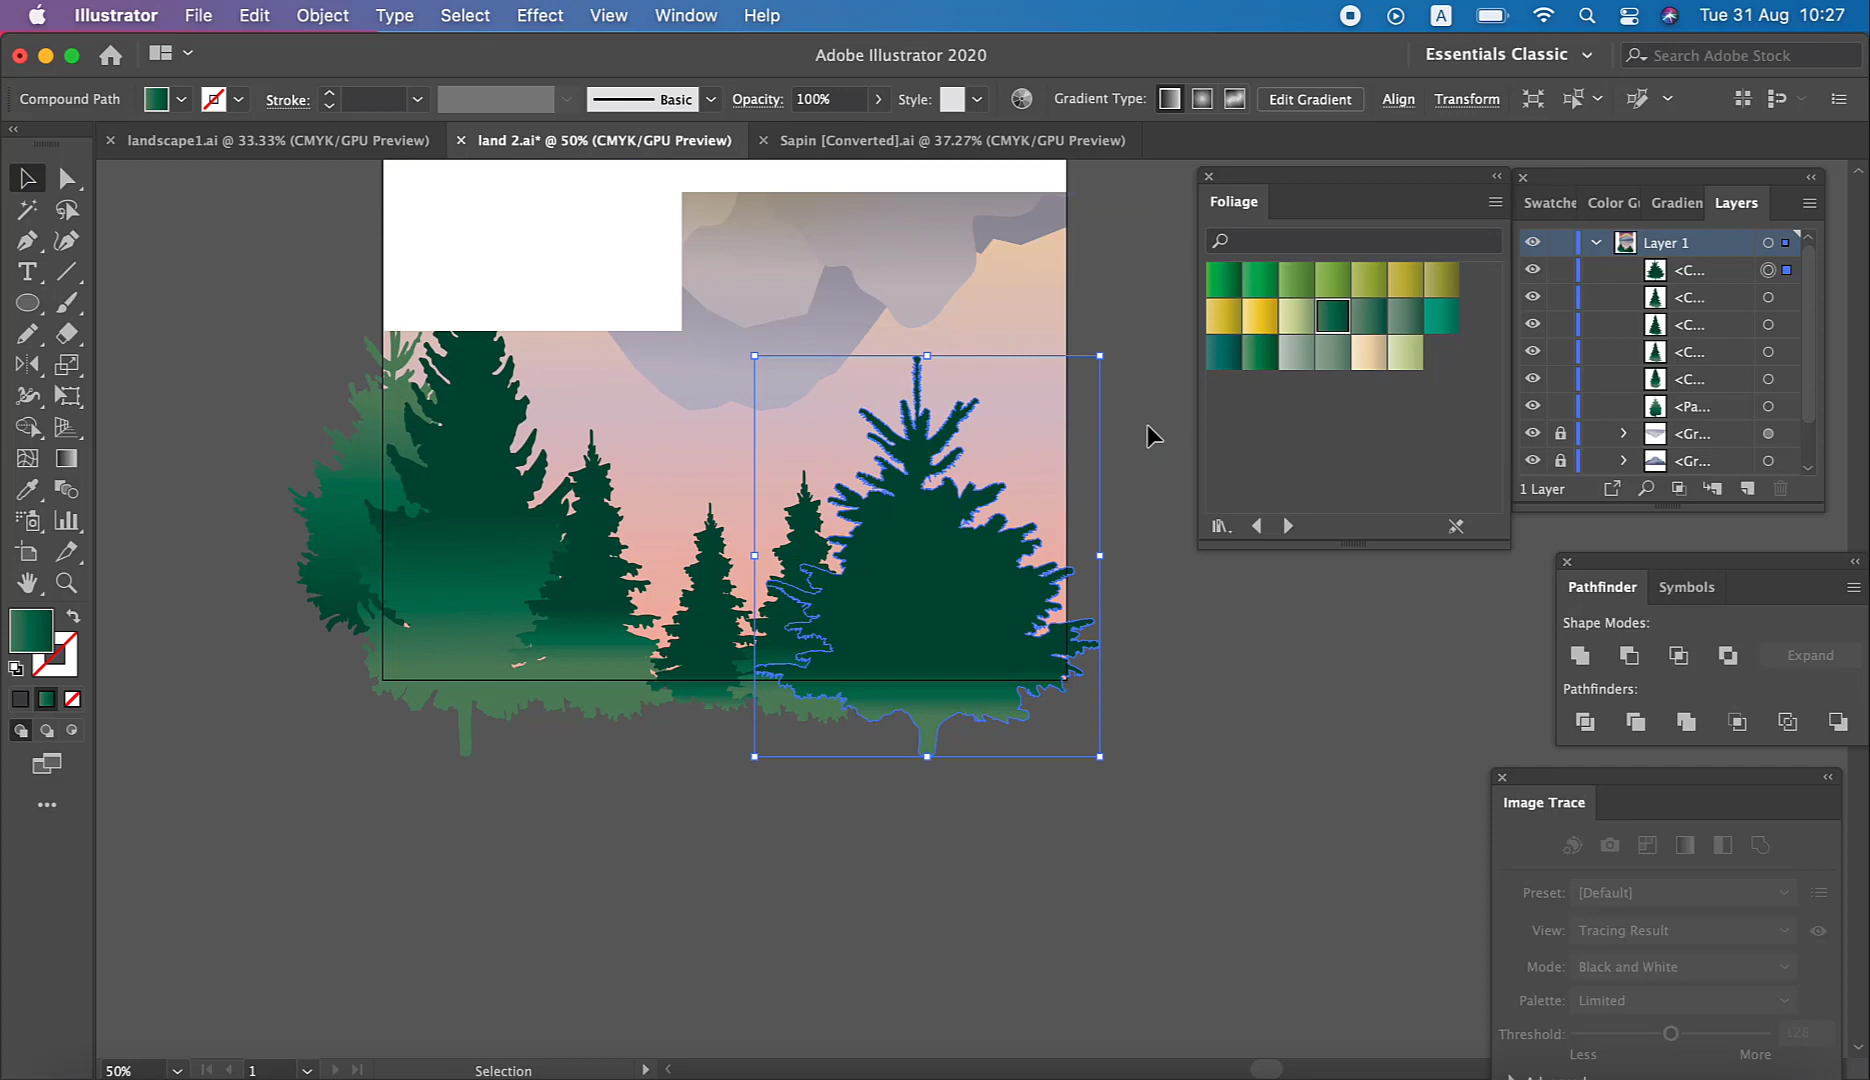 Illustrator File Edit Object Type Select Effect View Window Help A Tue 31 Aug 10:27
Adobe Illustrator 2020 Essentials Classic Search Adobe Stock
Compound Path Stroke: Basic Opacity: 100% Style: Gradient Type: Edit Gradient Align Transform
landscape1.ai @ 33.33% (CMYK/GPU Preview) land 2.ai* @ 50% (CMYK/GPU Preview) Sapin [Converted].ai @ 37.27% (CMYK/GPU Preview)
Foliage
Swatche Color G Gradien Layers
Layer 1
<C...
<C...
<C...
<C...
<C...
<Pa...
<Gr...
<Gr...
1 Layer
Pathfinder Symbols
Shape Modes:
Expand
Pathfinders:
Image Trace
Preset: [Default]
View: Tracing Result
Mode: Black and White
Palette: Limited
Threshold: 128
Less More
50% 1 Selection